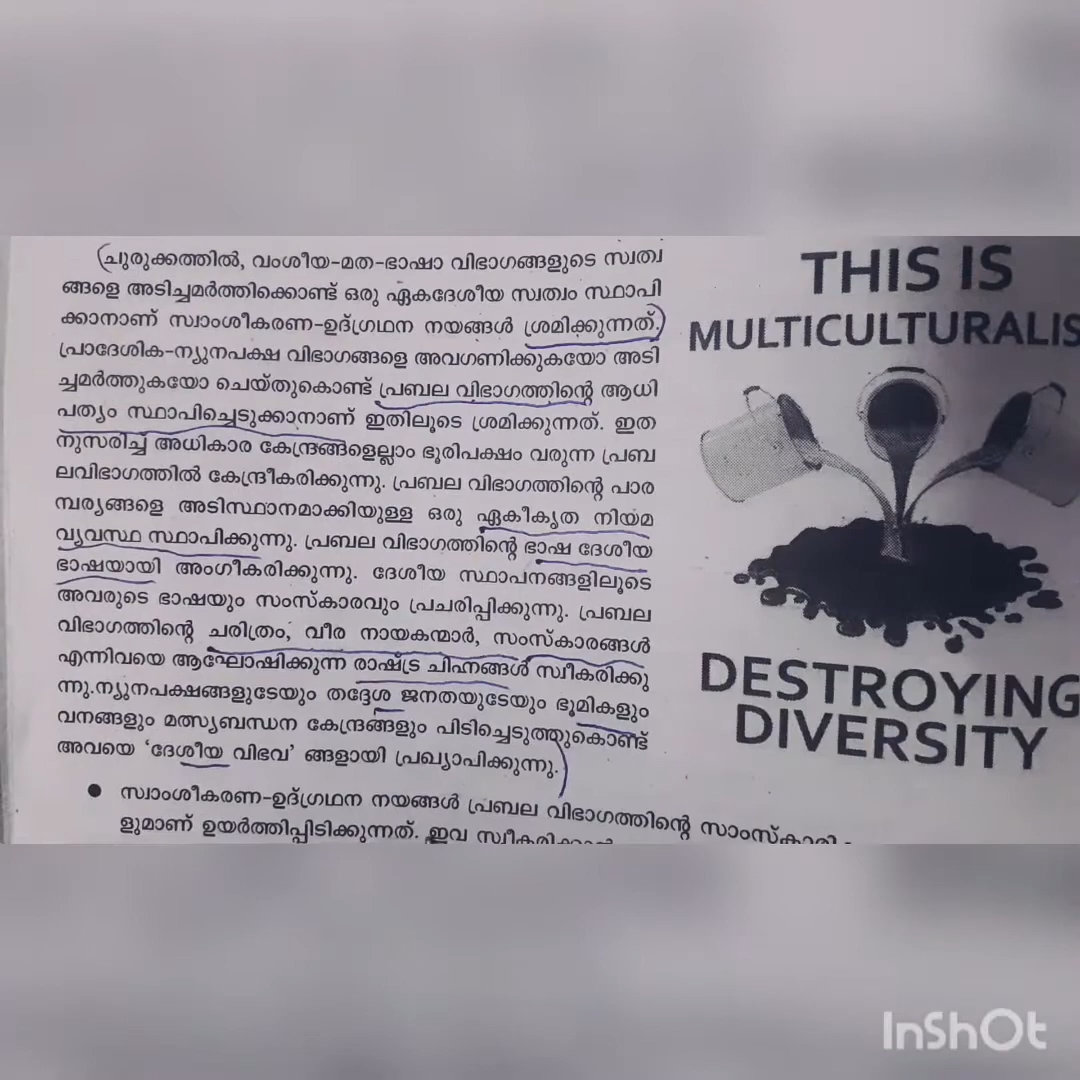 ചുരുക്കത്തിൽ, വംശീയ-മത-ഭാഷാ വിഭാഗങ്ങളുടെ സ്വത്വ
ങ്ങളെ അടിച്ചമർത്തിക്കൊണ്ട് ഒരു ഏകദേശീയ സ്വത്വം സ്ഥാപി
ക്കാനാണ് സ്വാംശീകരണ-ഉദ്ഗ്രഥന നയങ്ങൾ ശ്രമിക്കുന്നത്.
പ്രാദേശിക-ന്യുനപക്ഷ വിഭാഗങ്ങളെ അവഗണിക്കുകയോ അടി
ച്ചമർത്തുകയോ ചെയ്തുകൊണ്ട് പ്രബല വിഭാഗത്തിന്റെ ആധി
പത്യം സ്ഥാപിച്ചെടുക്കാനാണ് ഇതിലൂടെ ശ്രമിക്കുന്നത്. ഇത
നുസരിച്ച് അധികാര കേന്ദ്രങ്ങളെല്ലാം ഭൂരിപക്ഷം വരുന്ന പ്രബ
ലവിഭാഗത്തിൽ കേന്ദ്രീകരിക്കുന്നു. പ്രബല വിഭാഗത്തിന്റെ പാര
മ്പര്യങ്ങളെ അടിസ്ഥാനമാക്കിയുള്ള ഒരു ഏകീകൃത നിയമ
വ്യവസ്ഥ സ്ഥാപിക്കുന്നു. പ്രബല വിഭാഗത്തിന്റെ ഭാഷ ദേശീയ
ഭാഷയായി അംഗീകരിക്കുന്നു. ദേശീയ സ്ഥാപനങ്ങളിലൂടെ
അവരുടെ ഭാഷയും സംസ്കാരവും പ്രചരിപ്പിക്കുന്നു. പ്രബല
വിഭാഗത്തിന്റെ ചരിത്രം, വീര നായകന്മാർ, സംസ്കാരങ്ങൾ
എന്നിവയെ ആഘോഷിക്കുന്ന രാഷ്ട്ര ചിഹ്നങ്ങൾ സ്വീകരിക്കു
ന്നു.ന്യുനപക്ഷങ്ങളുടേയും തദ്ദേശ ജനതയുടേയും ഭൂമികളും
വനങ്ങളും മത്സ്യബന്ധന കേന്ദ്രങ്ങളും പിടിച്ചെടുത്തുകൊണ്ട്
അവയെ ‘ദേശീയ വിഭവ’ ങ്ങളായി പ്രഖ്യാപിക്കുന്നു.
● സ്വാംശീകരണ-ഉദ്ഗ്രഥന നയങ്ങൾ പ്രബല വിഭാഗത്തിന്റെ
ളുമാണ് ഉയർത്തിപ്പിടിക്കുന്നത്. ഇവ
THIS IS
MULTICULTURALIS
DESTROYING
DIVERSITY
InShOt